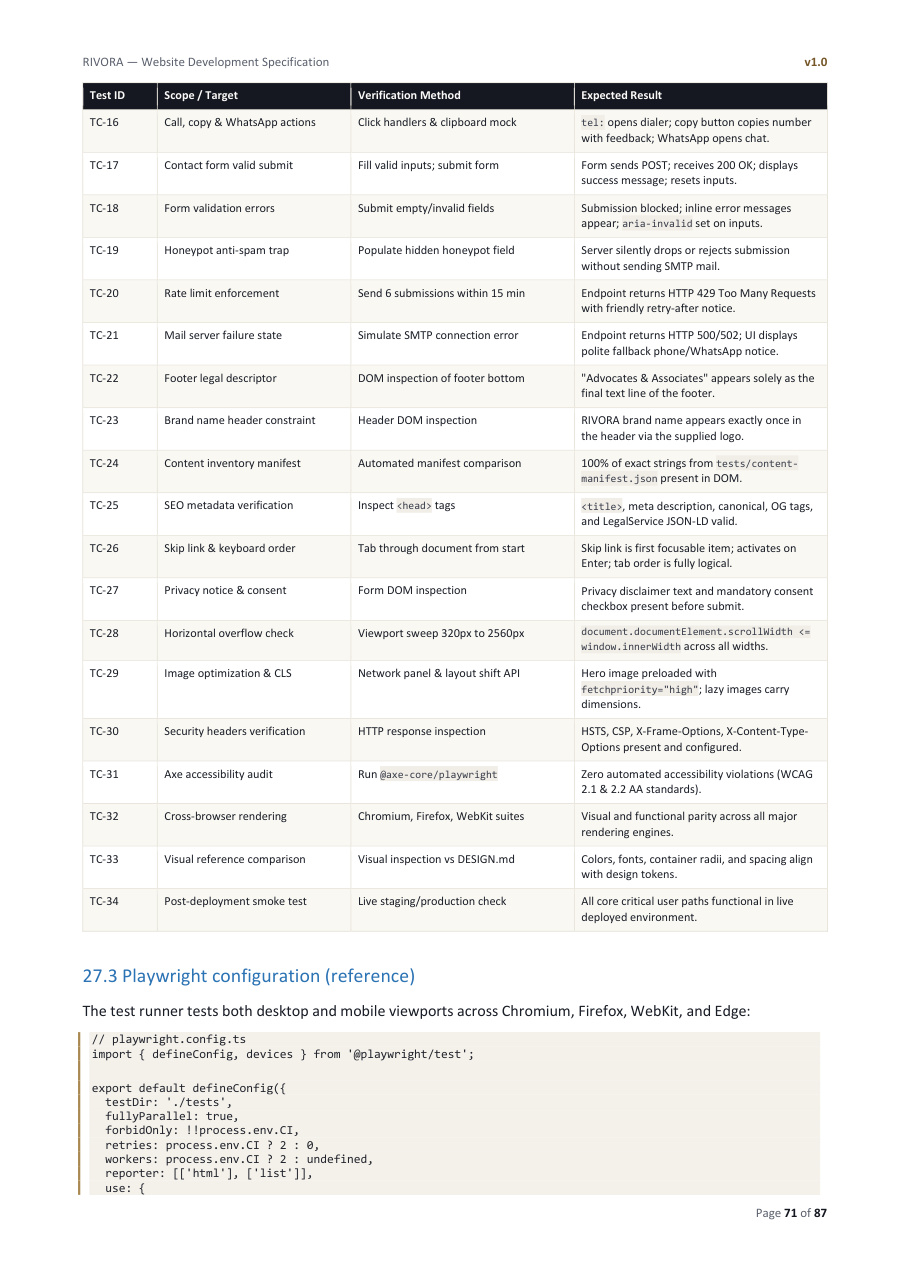 RIVORA — Website Development Specification
v1.0
Test ID Scope / Target Verification Method Expected Result
TC-16 Call, copy & WhatsApp actions Click handlers & clipboard mock tel: opens dialer; copy button copies number
with feedback; WhatsApp opens chat.
TC-17 Contact form valid submit Fill valid inputs; submit form Form sends POST; receives 200 OK; displays
success message; resets inputs.
TC-18 Form validation errors Submit empty/invalid fields Submission blocked; inline error messages
appear; aria-invalid set on inputs.
TC-19 Honeypot anti-spam trap Populate hidden honeypot field Server silently drops or rejects submission
without sending SMTP mail.
TC-20 Rate limit enforcement Send 6 submissions within 15 min Endpoint returns HTTP 429 Too Many Requests
with friendly retry-after notice.
TC-21 Mail server failure state Simulate SMTP connection error Endpoint returns HTTP 500/502; UI displays
polite fallback phone/WhatsApp notice.
TC-22 Footer legal descriptor DOM inspection of footer bottom "Advocates & Associates" appears solely as the
final text line of the footer.
TC-23 Brand name header constraint Header DOM inspection RIVORA brand name appears exactly once in
the header via the supplied logo.
TC-24 Content inventory manifest Automated manifest comparison 100% of exact strings from tests/content-
manifest.json present in DOM.
TC-25 SEO metadata verification Inspect <head> tags <title>, meta description, canonical, OG tags,
and LegalService JSON-LD valid.
TC-26 Skip link & keyboard order Tab through document from start Skip link is first focusable item; activates on
Enter; tab order is fully logical.
TC-27 Privacy notice & consent Form DOM inspection Privacy disclaimer text and mandatory consent
checkbox present before submit.
TC-28 Horizontal overflow check Viewport sweep 320px to 2560px document.documentElement.scrollWidth <=
window.innerWidth across all widths.
TC-29 Image optimization & CLS Network panel & layout shift API Hero image preloaded with
fetchpriority="high"; lazy images carry
dimensions.
TC-30 Security headers verification HTTP response inspection HSTS, CSP, X-Frame-Options, X-Content-Type-
Options present and configured.
TC-31 Axe accessibility audit Run @axe-core/playwright Zero automated accessibility violations (WCAG
2.1 & 2.2 AA standards).
TC-32 Cross-browser rendering Chromium, Firefox, WebKit suites Visual and functional parity across all major
rendering engines.
TC-33 Visual reference comparison Visual inspection vs DESIGN.md Colors, fonts, container radii, and spacing align
with design tokens.
TC-34 Post-deployment smoke test Live staging/production check All core critical user paths functional in live
deployed environment.
27.3 Playwright configuration (reference)
The test runner tests both desktop and mobile viewports across Chromium, Firefox, WebKit, and Edge:
// playwright.config.ts
import { defineConfig, devices } from '@playwright/test';
export default defineConfig({
  testDir: './tests',
  fullyParallel: true,
  forbidOnly: !!process.env.CI,
  retries: process.env.CI ? 2 : 0,
  workers: process.env.CI ? 2 : undefined,
  reporter: [['html'], ['list']],
  use: {
Page 71 of 87